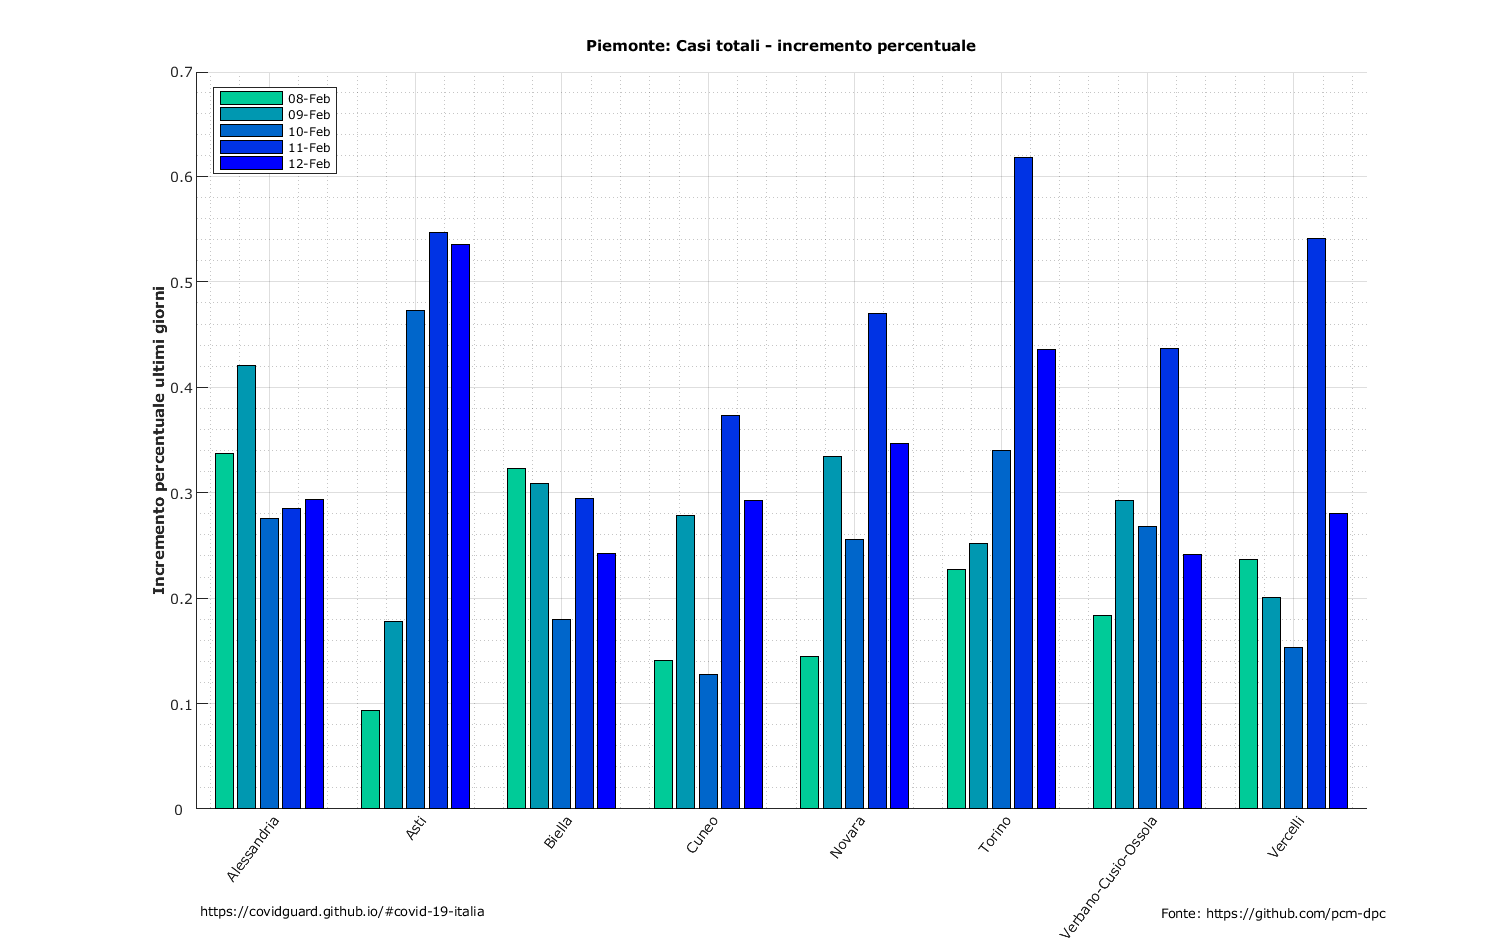 Piemonte: Casi totali - incremento percentuale
08-Feb
09-Feb
10-Feb
11-Feb
12-Feb
Incremento percentuale ultimi giorni
0.7
0.6
0.5
0.4
0.3
0.2
0.1
0
Alessandria
Asti
Biella
Cuneo
Novara
Torino
Verbano-Cusio-Ossola
Vercelli
https://covidguard.github.io/#covid-19-italia
Fonte: https://github.com/pcm-dpc